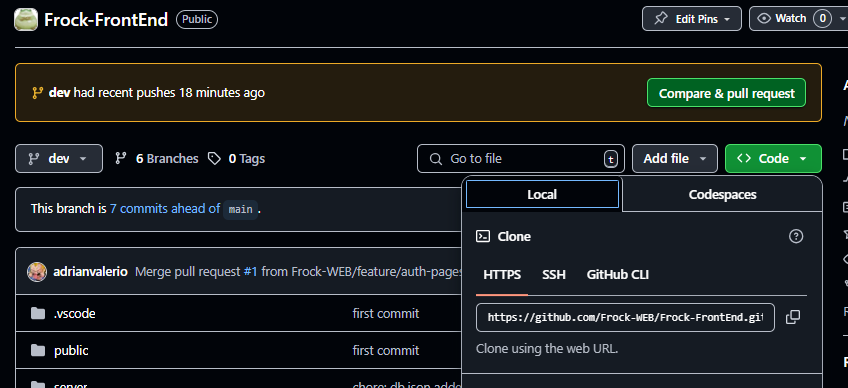 Frock-FrontEnd Public
Edit Pins Watch 0
dev had recent pushes 18 minutes ago
Compare & pull request
dev 6 Branches 0 Tags
Go to file t Add file <> Code
Local Codespaces
This branch is 7 commits ahead of main.
Clone
adrianvalerio Merge pull request #1 from Frock-WEB/feature/auth-pages
HTTPS SSH GitHub CLI
.vscode first commit
https://github.com/Frock-WEB/Frock-FrontEnd.git
public first commit
Clone using the web URL.
server chore: db.json added